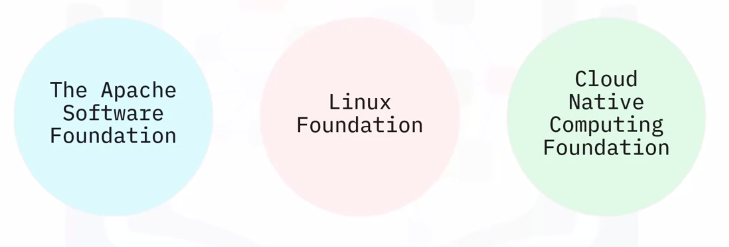 The Apache
Software
Foundation
Linux
Foundation
Cloud
Native
Computing
Foundation